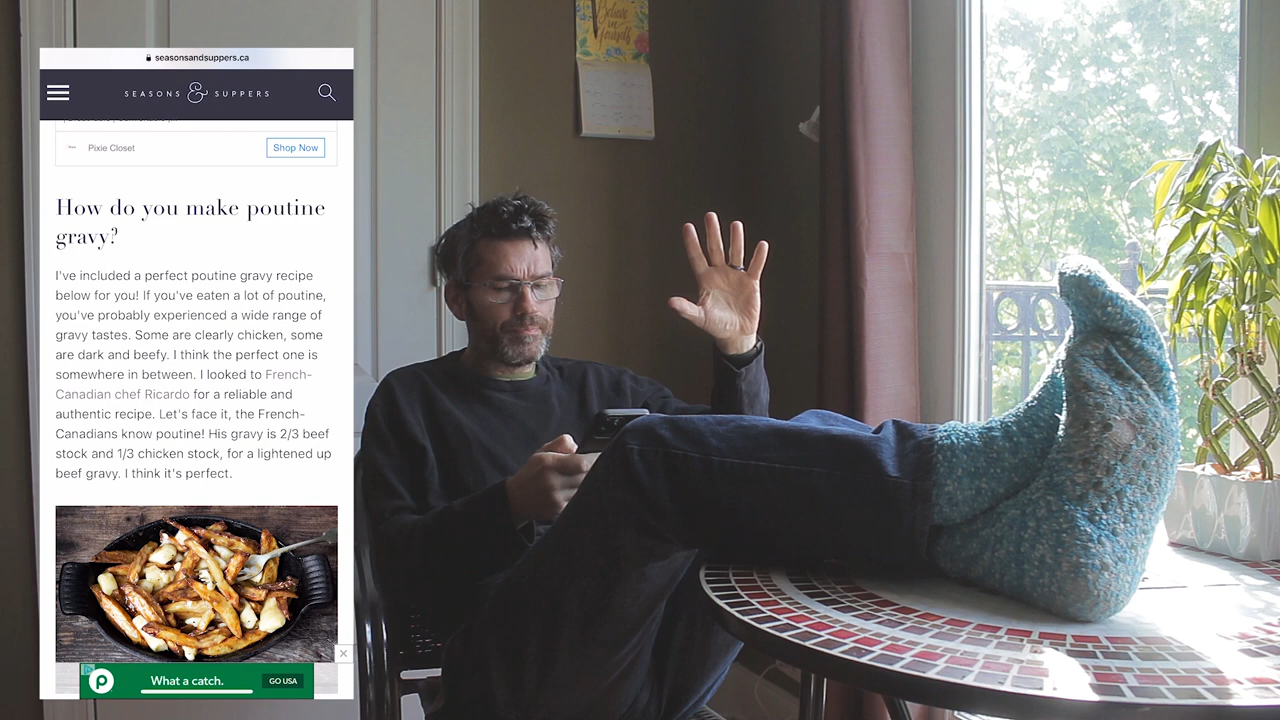 Believe
in
Yourself
seasonsandsuppers.ca
SEASONS & SUPPERS
Pixie Closet
Shop Now
How do you make poutine
gravy?
I've included a perfect poutine gravy recipe
below for you! If you've eaten a lot of poutine,
you've probably experienced a wide range of
gravy tastes. Some are clearly chicken, some
are dark and beefy. I think the perfect one is
somewhere in between. I looked to French-
Canadian chef Ricardo for a reliable and
authentic recipe. Let's face it, the French-
Canadians know poutine! His gravy is 2/3 beef
stock and 1/3 chicken stock, for a lightened up
beef gravy. I think it's perfect.
What a catch.
GO USA